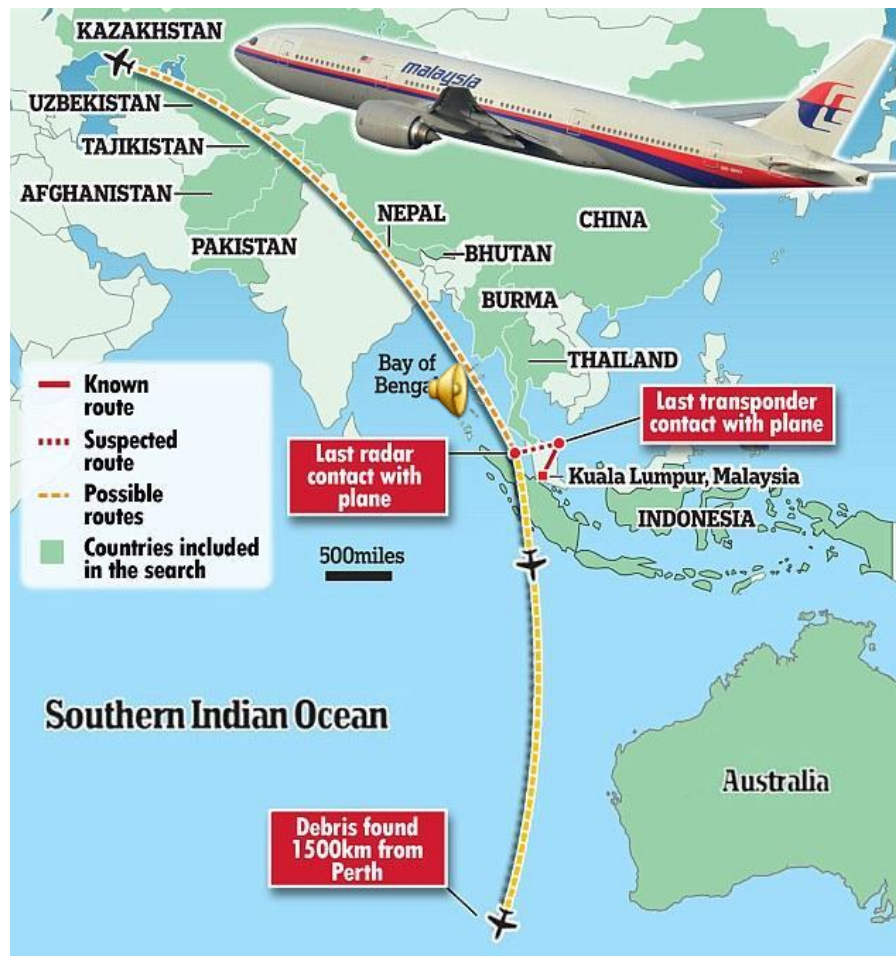 KAZAKHSTAN
malaysia
UZBEKISTAN
TAJIKISTAN
AFGHANISTAN
CHINA
NEPAL
PAKISTAN
BHUTAN
BURMA
Bay of
Benga
THAILAND
Known
route
Suspected
route
Possible
routes
Countries included
in the search
Last transponder
contact with plane
Last radar
contact with
plane
Kuala Lumpur, Malaysia
INDONESIA
500miles
Southern Indian Ocean
Australia
Debris found
1500km from
Perth